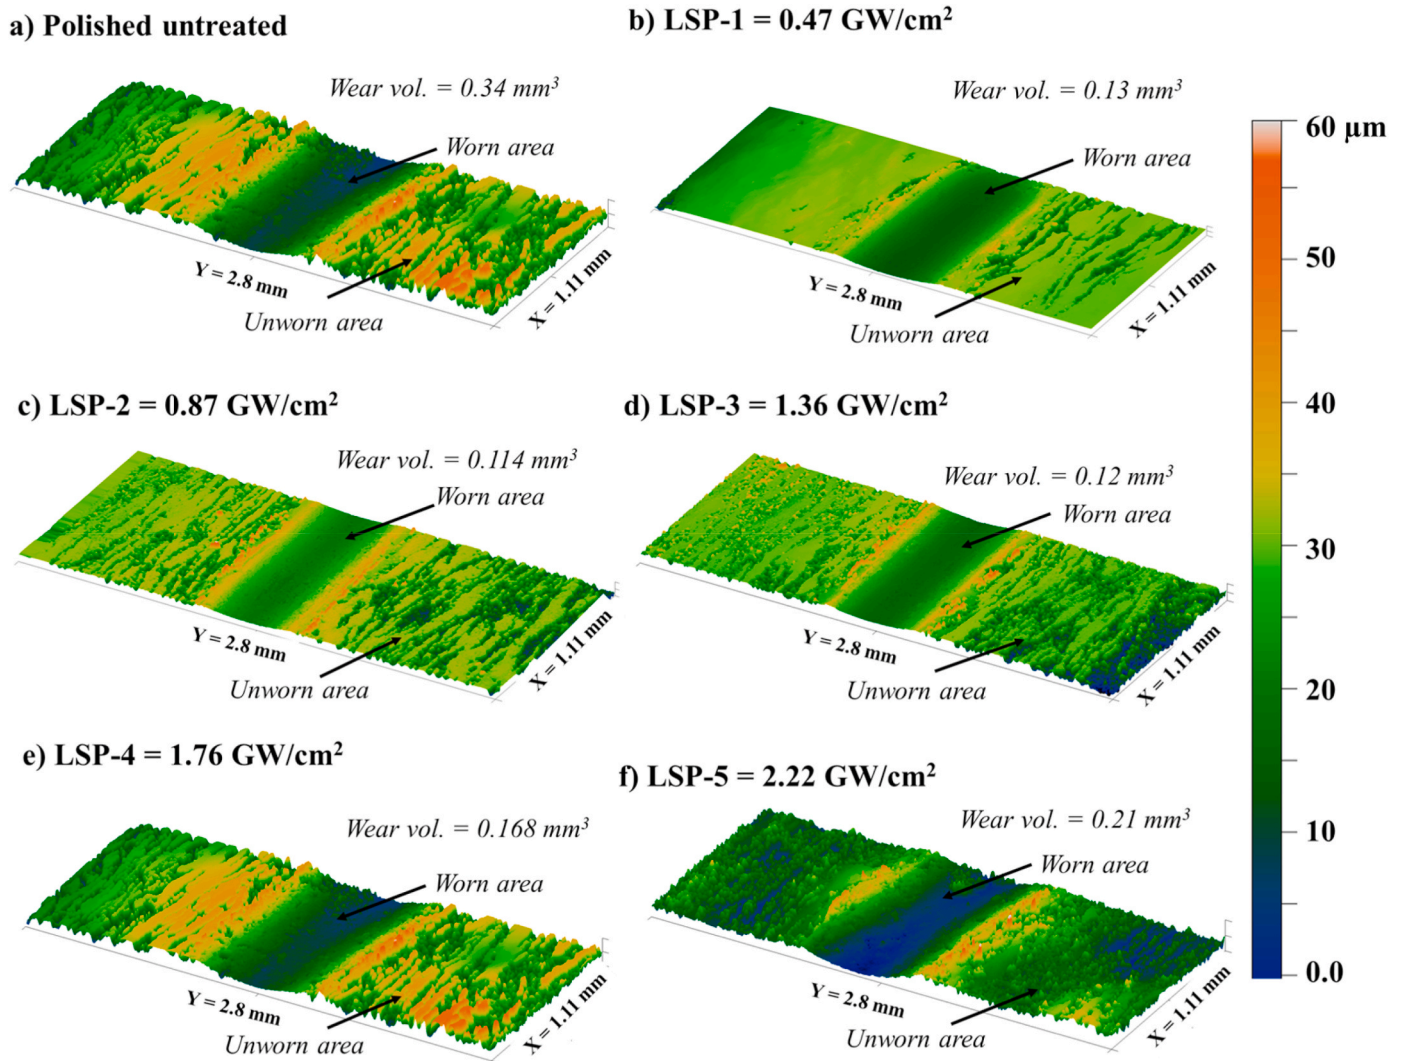 a) Polished untreated
Wear vol. = 0.34 mm³
Worn area
Y = 2.8 mm
X = 1.11 mm
Unworn area
b) LSP-1 = 0.47 GW/cm²
Wear vol. = 0.13 mm³
Worn area
Y = 2.8 mm
X = 1.11 mm
Unworn area
c) LSP-2 = 0.87 GW/cm²
Wear vol. = 0.114 mm³
Worn area
Y = 2.8 mm
X = 1.11 mm
Unworn area
d) LSP-3 = 1.36 GW/cm²
Wear vol. = 0.12 mm³
Worn area
Y = 2.8 mm
X = 1.11 mm
Unworn area
e) LSP-4 = 1.76 GW/cm²
Wear vol. = 0.168 mm³
Worn area
Y = 2.8 mm
X = 1.11 mm
Unworn area
f) LSP-5 = 2.22 GW/cm²
Wear vol. = 0.21 mm³
Worn area
Y = 2.8 mm
X = 1.11 mm
Unworn area
60 µm
50
40
30
20
10
0.0